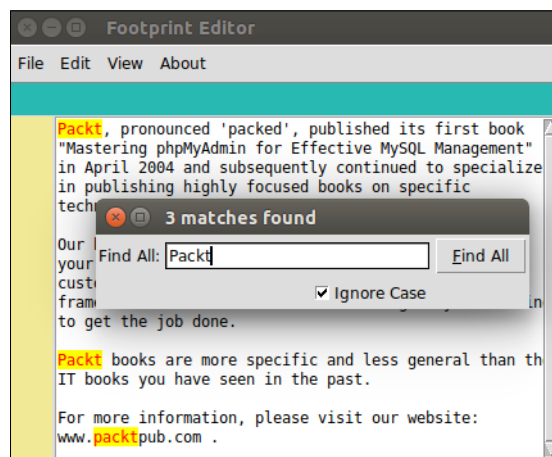 Footprint Editor
File Edit View About
Packt, pronounced 'packed', published its first book
"Mastering phpMyAdmin for Effective MySQL Management"
in April 2004 and subsequently continued to specialize
in publishing highly focused books on specific
3 matches found
Our
Find All: Packt Find All
your
Ignore Case
to get the job done.
Packt books are more specific and less general than
IT books you have seen in the past.
For more information, please visit our website:
www.packtpub.com .